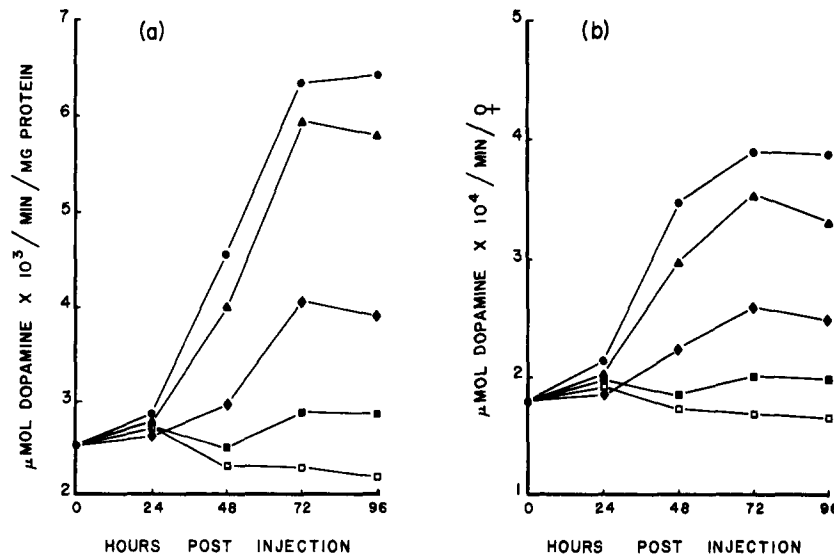 (a)
μMOL DOPAMINE X 10³/ MIN / MG PROTEIN
7
6
5
4
3
2
0 24 48 72 96
HOURS POST INJECTION
(b)
μMOL DOPAMINE X 10⁴/ MIN/♀
5
4
3
2
1
0 24 48 72 96
HOURS POST INJECTION